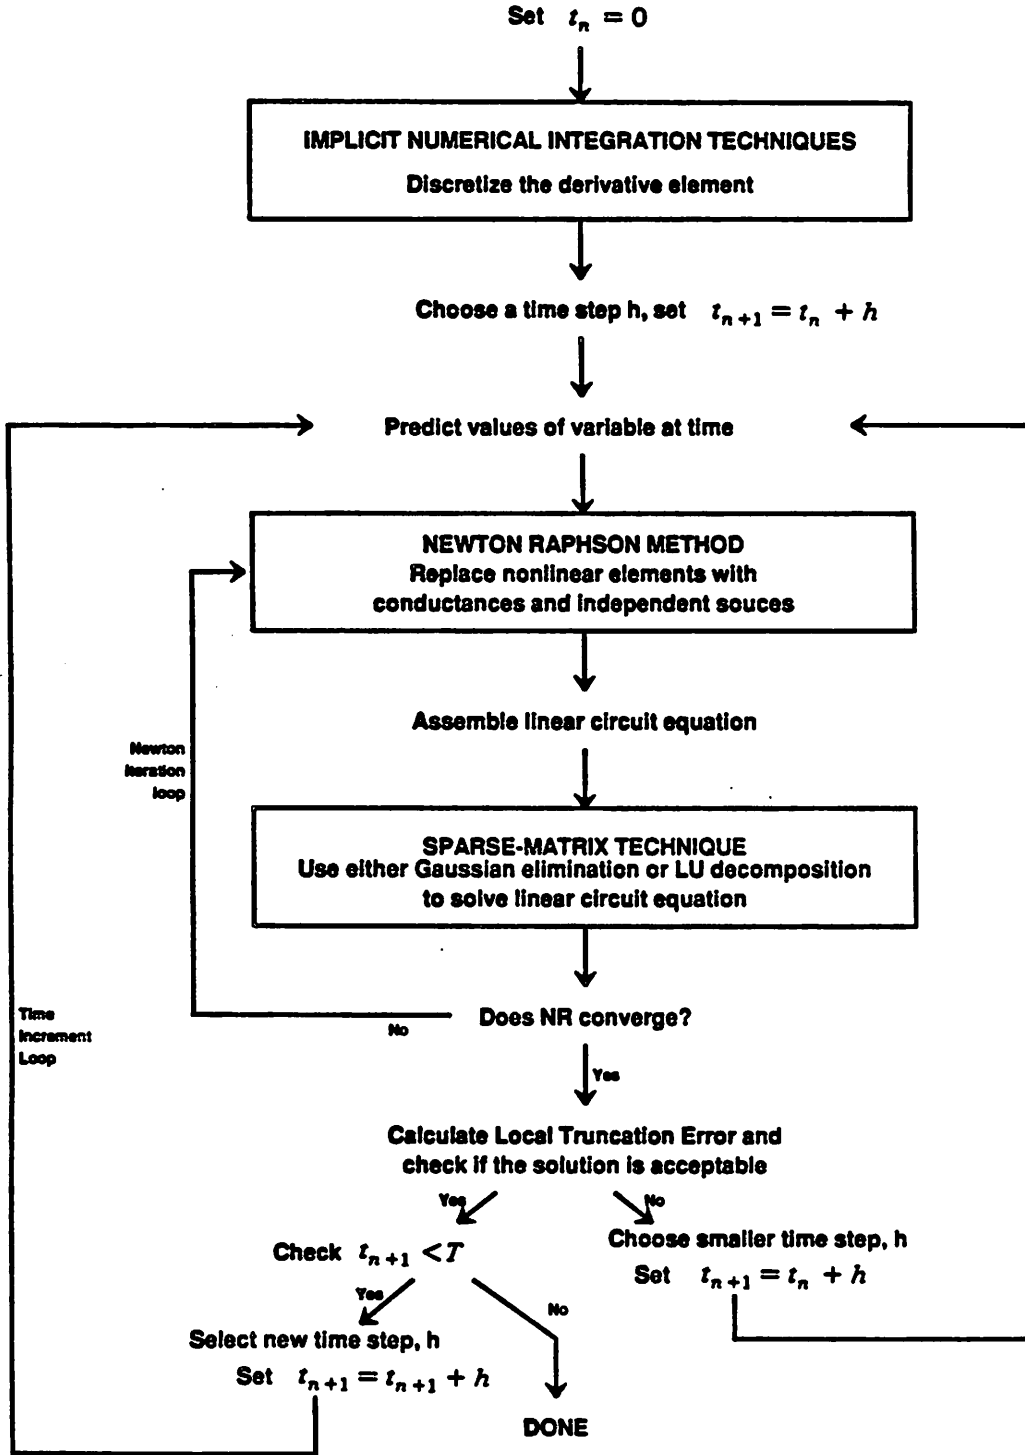 Set t_n = 0
IMPLICIT NUMERICAL INTEGRATION TECHNIQUES
Discretize the derivative element
Choose a time step h, set t_{n+1} = t_n + h
Predict values of variable at time
NEWTON RAPHSON METHOD
Replace nonlinear elements with
conductances and independent souces
Assemble linear circuit equation
Newton
iteration
loop
SPARSE-MATRIX TECHNIQUE
Use either Gaussian elimination or LU decomposition
to solve linear circuit equation
Time
Increment
Loop
No
Does NR converge?
Yes
Calculate Local Truncation Error and
check if the solution is acceptable
Yes
No
Check t_{n+1} < T
Choose smaller time step, h
Set t_{n+1} = t_n + h
Yes
No
Select new time step, h
Set t_{n+1} = t_{n+1} + h
DONE